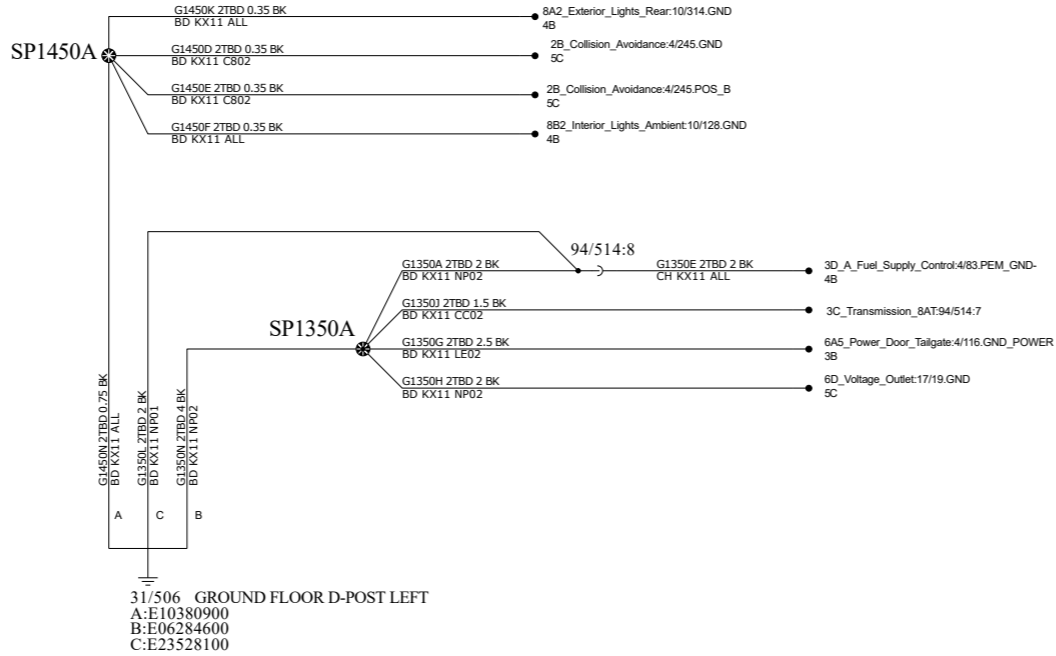 G1450K 2TBD 0.35 BK
BD KX11 ALL
8A2_Exterior_Lights_Rear:10/314.GND
4B
SP1450A
G1450D 2TBD 0.35 BK
BD KX11 C802
2B_Collision_Avoidance:4/245.GND
5C
G1450E 2TBD 0.35 BK
BD KX11 C802
2B_Collision_Avoidance:4/245.POS_B
5C
G1450F 2TBD 0.35 BK
BD KX11 ALL
8B2_Interior_Lights_Ambient:10/128.GND
4B
94/514:8
G1350A 2TBD 2 BK
BD KX11 NP02
G1350E 2TBD 2 BK
CH KX11 ALL
3D_A_Fuel_Supply_Control:4/83.PEM_GND-
4B
G1350J 2TBD 1.5 BK
BD KX11 CC02
3C_Transmission_8AT:94/514:7
SP1350A
G1350G 2TBD 2.5 BK
BD KX11 LE02
6A5_Power_Door_Tailgate:4/116.GND_POWER
3B
G1350H 2TBD 2 BK
BD KX11 NP02
6D_Voltage_Outlet:17/19.GND
5C
G1450N 2TBD 0.75 BK
BD KX11 ALL
G1350L 2TBD 2 BK
BD KX11 NP01
G1350N 2TBD 4 BK
BD KX11 NP02
A C B
31/506 GROUND FLOOR D-POST LEFT
A:E10380900
B:E06284600
C:E23528100